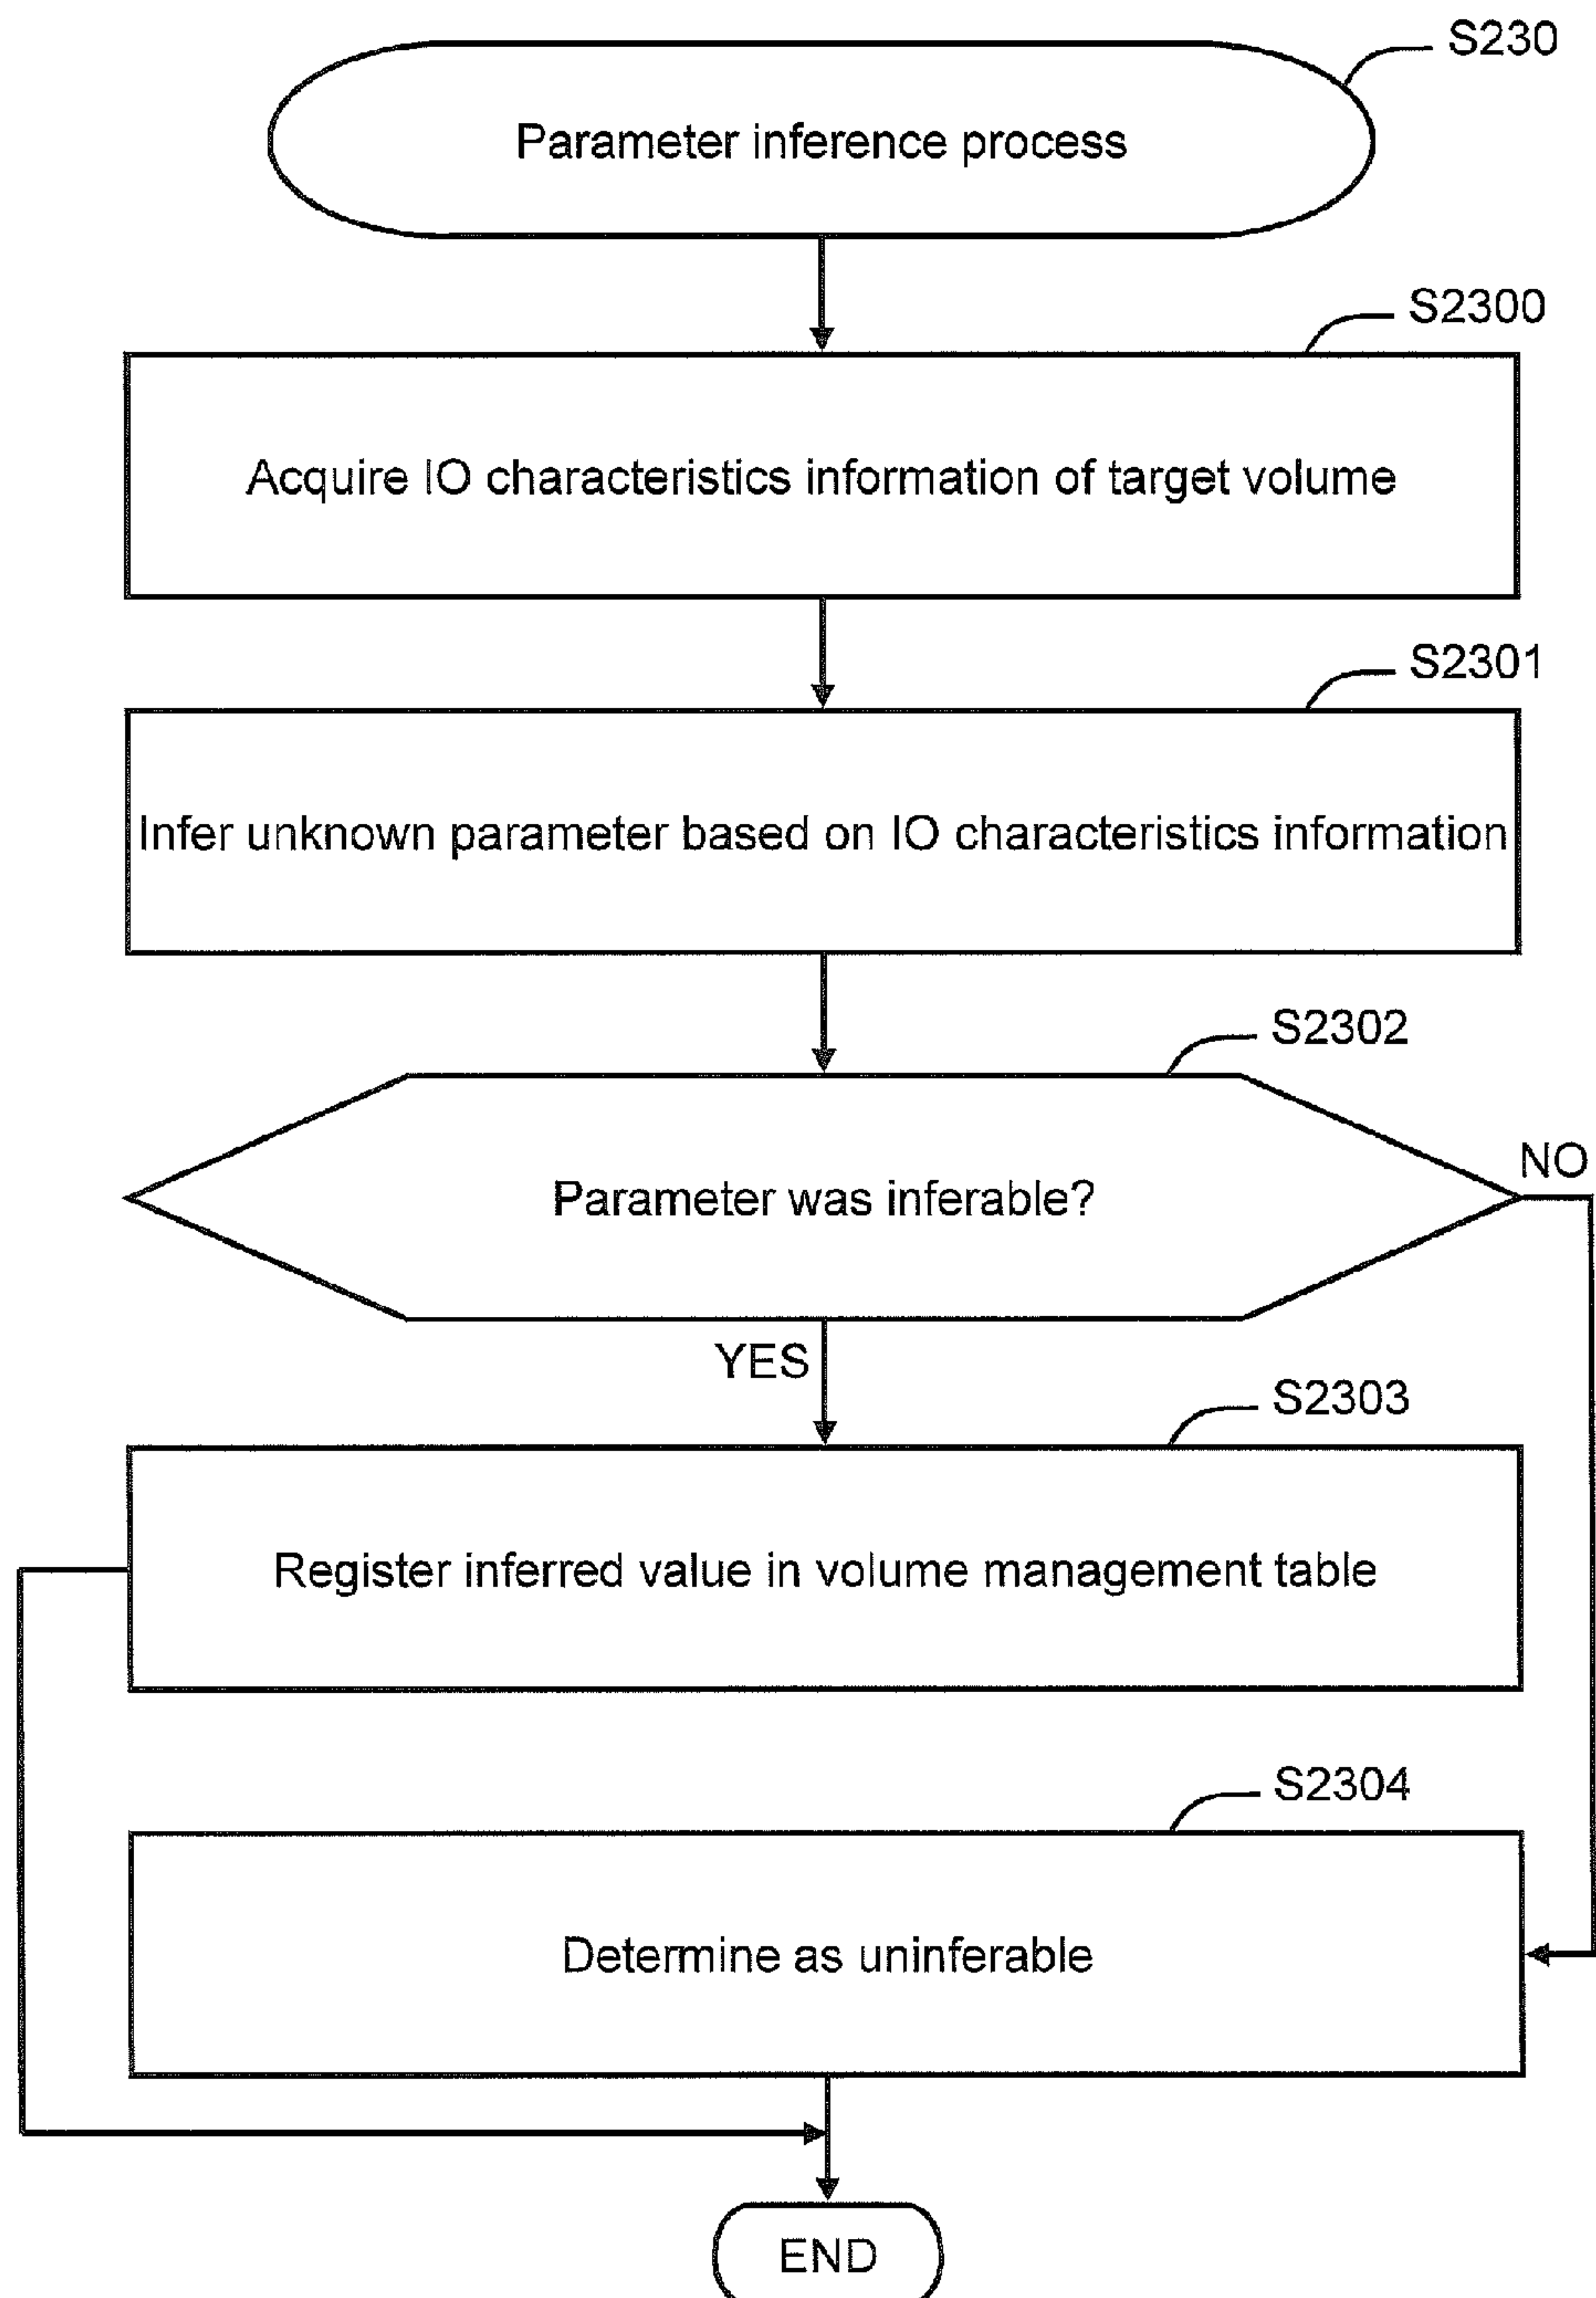 S230
Parameter inference process
S2300
Acquire IO characteristics information of target volume
S2301
Infer unknown parameter based on IO characteristics information
S2302
Parameter was inferable?
NO
YES
S2303
Register inferred value in volume management table
S2304
Determine as uninferable
END